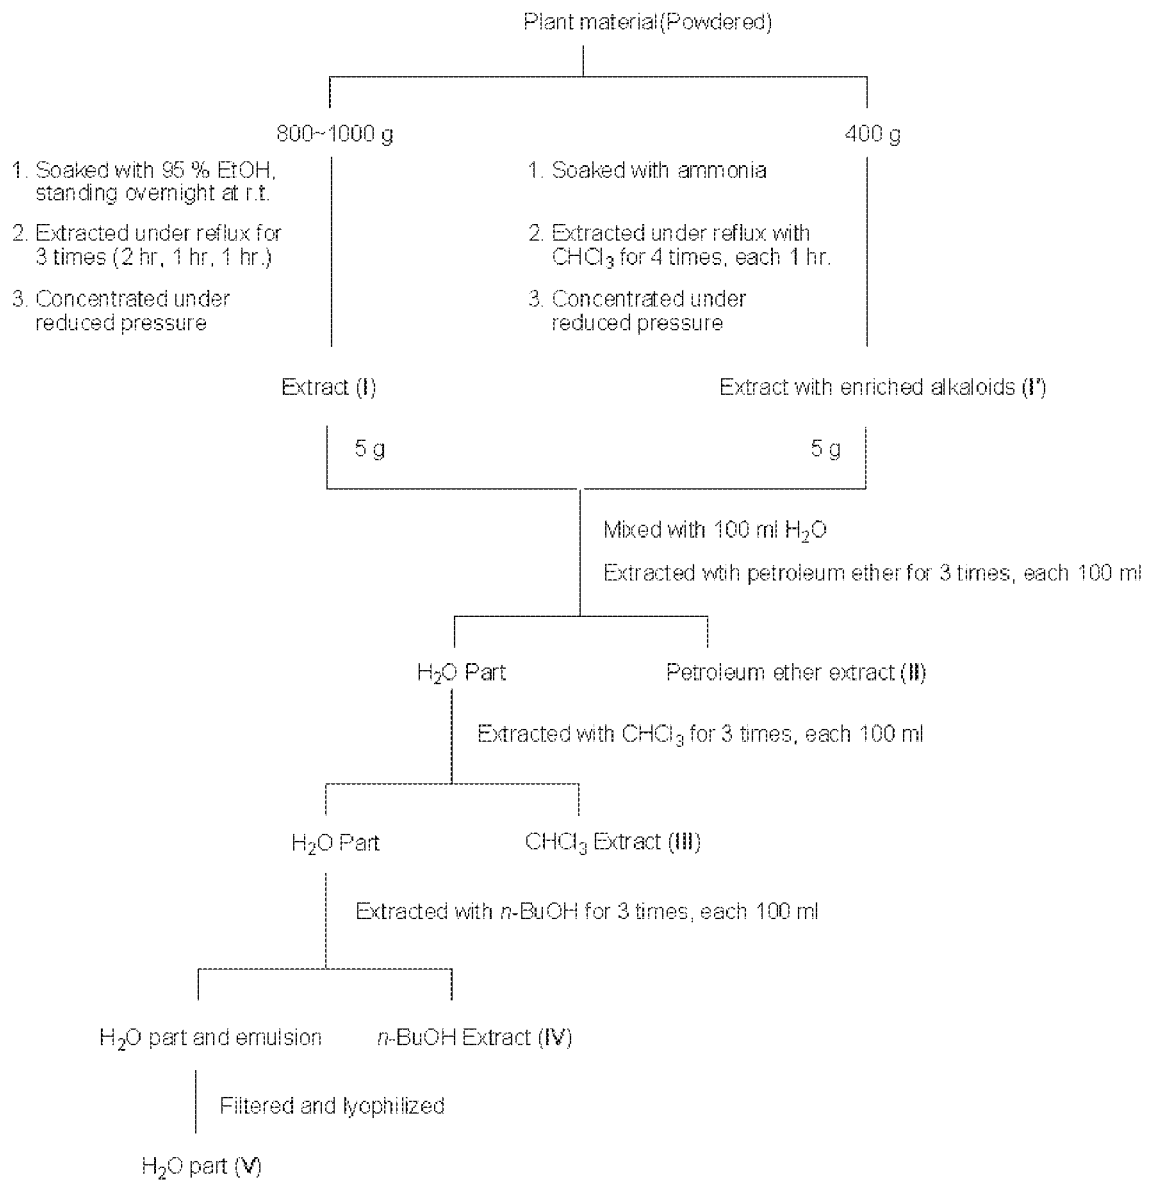 Plant material(Powdered)
800~1000 g
1. Soaked with 95 % EtOH,
standing overnight at r.t.
2. Extracted under reflux for
3 times (2 hr, 1 hr, 1 hr.)
3. Concentrated under
reduced pressure
400 g
1. Soaked with ammonia
2. Extracted under reflux with
CHCl₃ for 4 times, each 1 hr.
3. Concentrated under
reduced pressure
Extract (I)
Extract with enriched alkaloids (I')
5 g
5 g
Mixed with 100 ml H₂O
Extracted wtih petroleum ether for 3 times, each 100 ml
H₂O Part
Petroleum ether extract (II)
Extracted with CHCl₃ for 3 times, each 100 ml
H₂O Part
CHCl₃ Extract (III)
Extracted with n-BuOH for 3 times, each 100 ml
H₂O part and emulsion
n-BuOH Extract (IV)
Filtered and lyophilized
H₂O part (V)